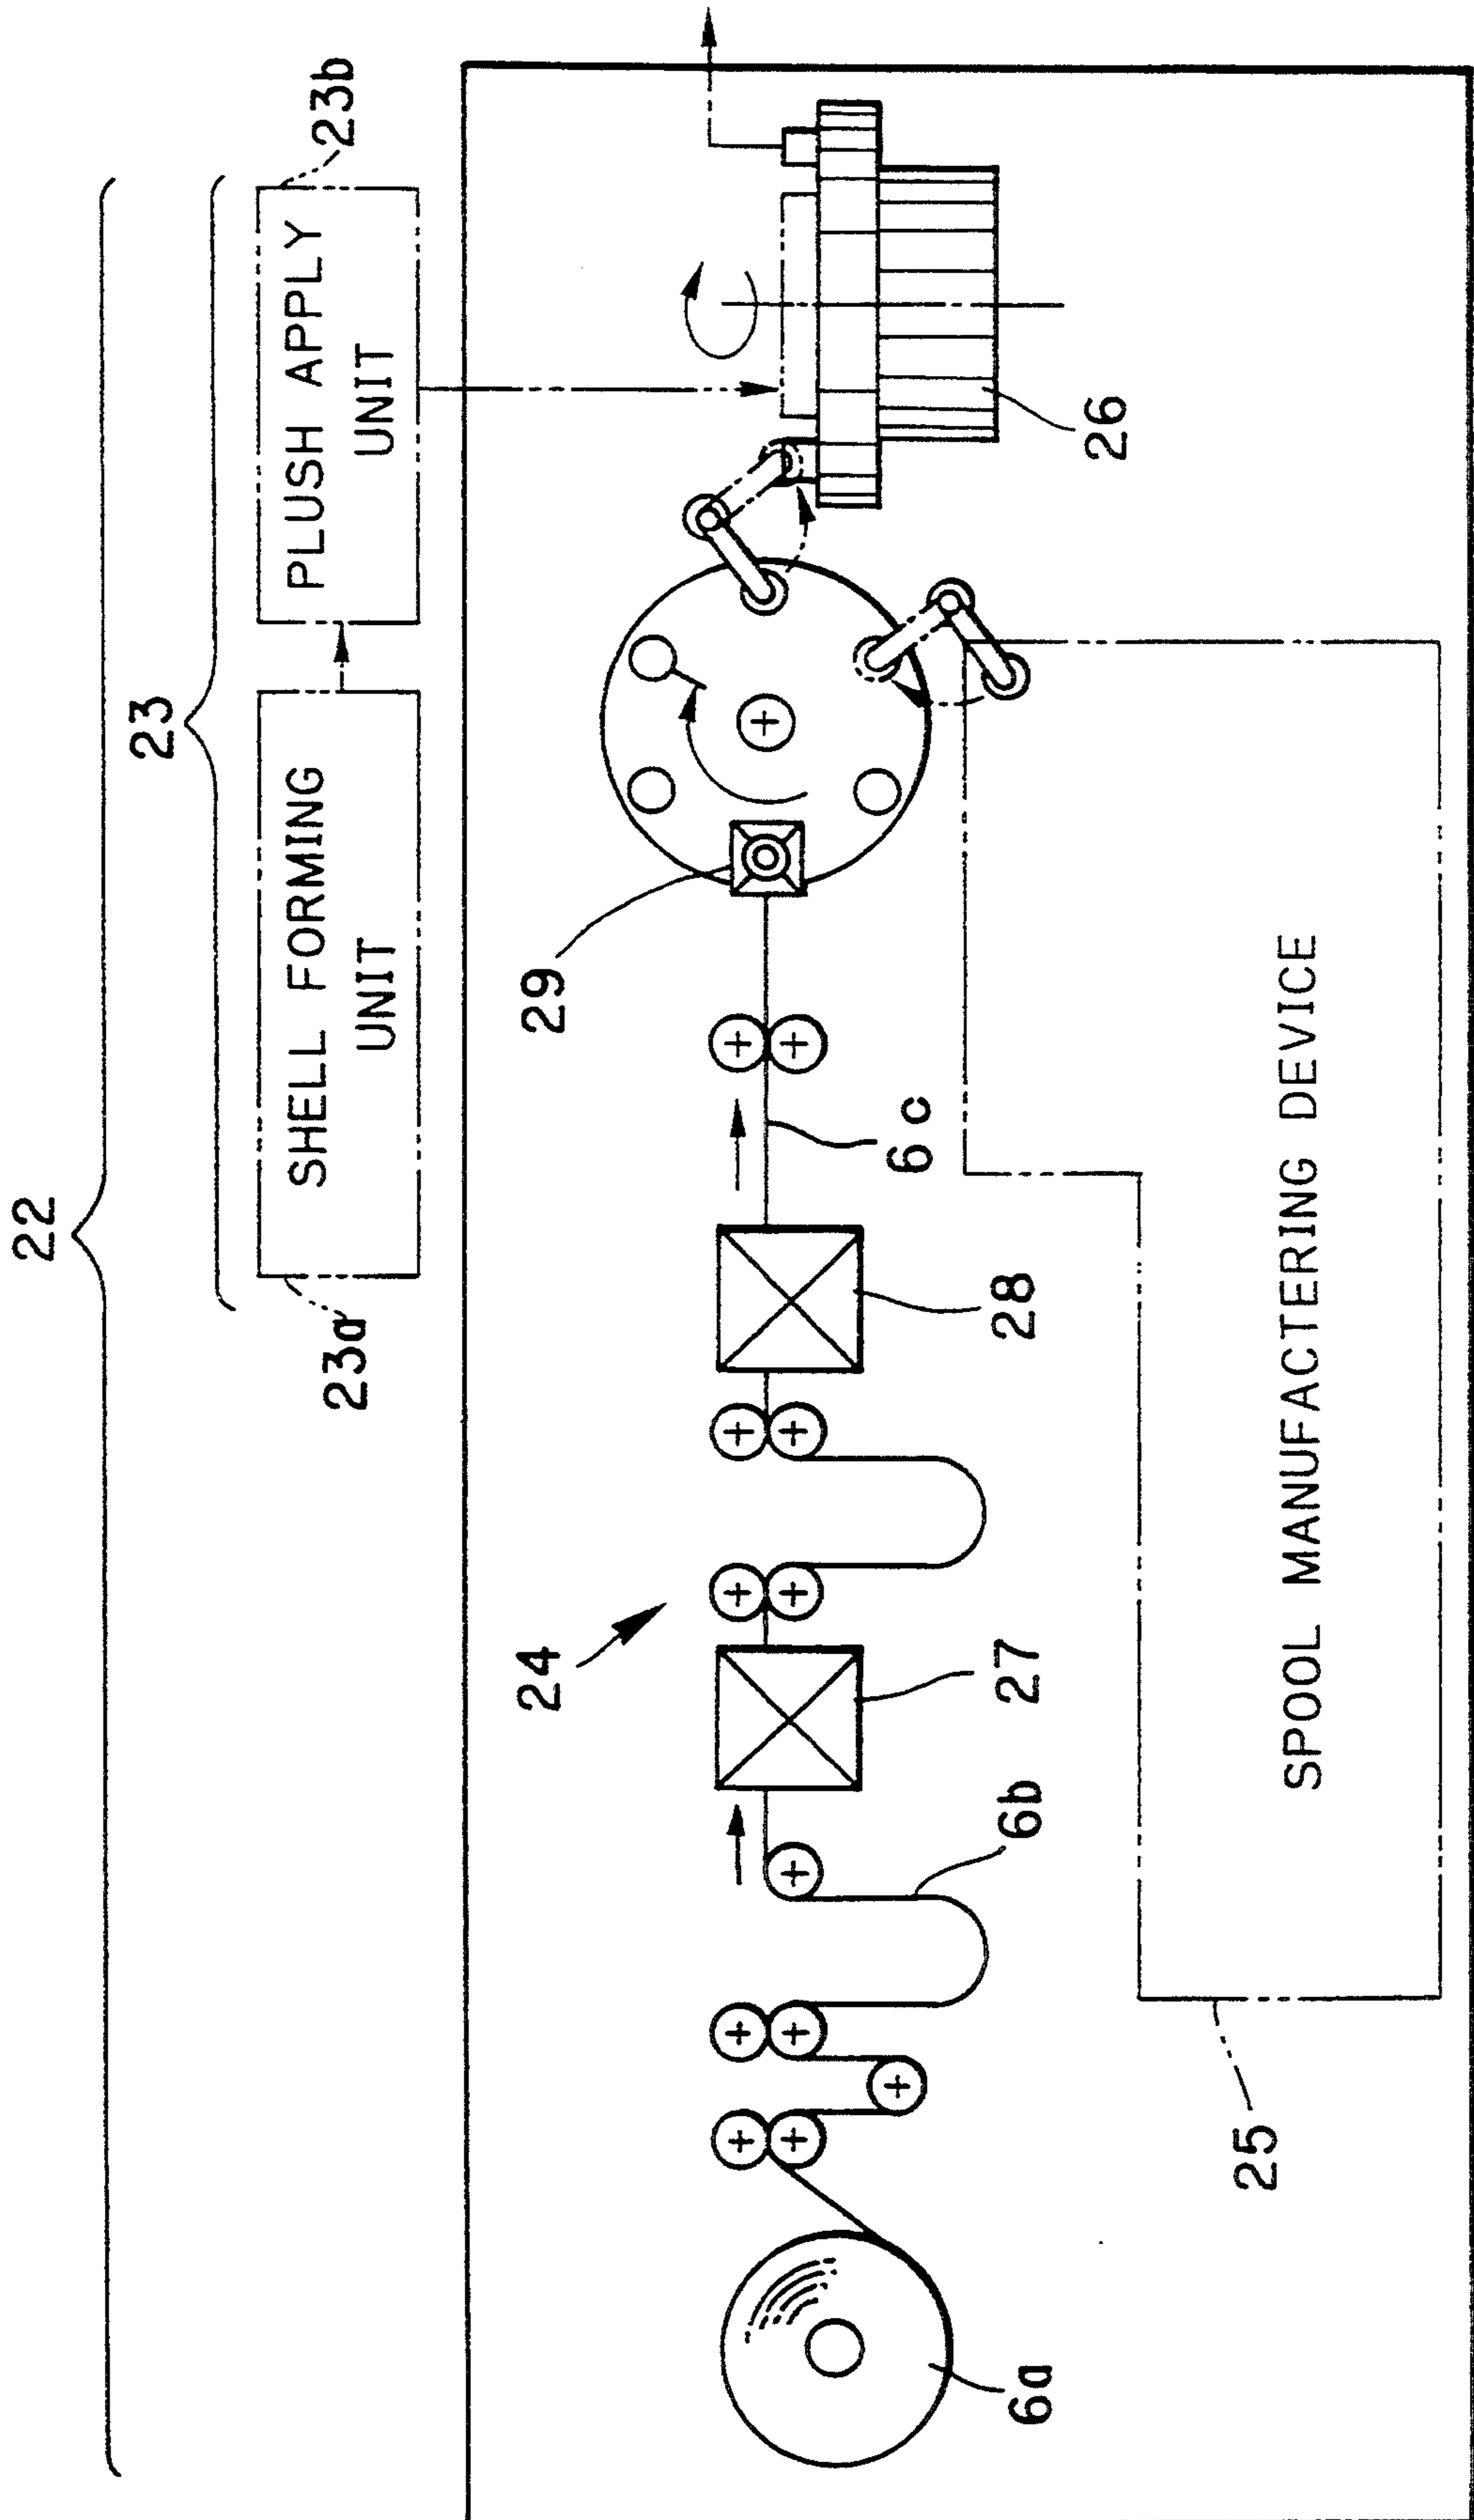 22
23
23a
23b
SHELL FORMING
UNIT
PLUSH APPLY
UNIT
24
29
6a
6b
27
28
6c
26
25
SPOOL MANUFACTERING DEVICE